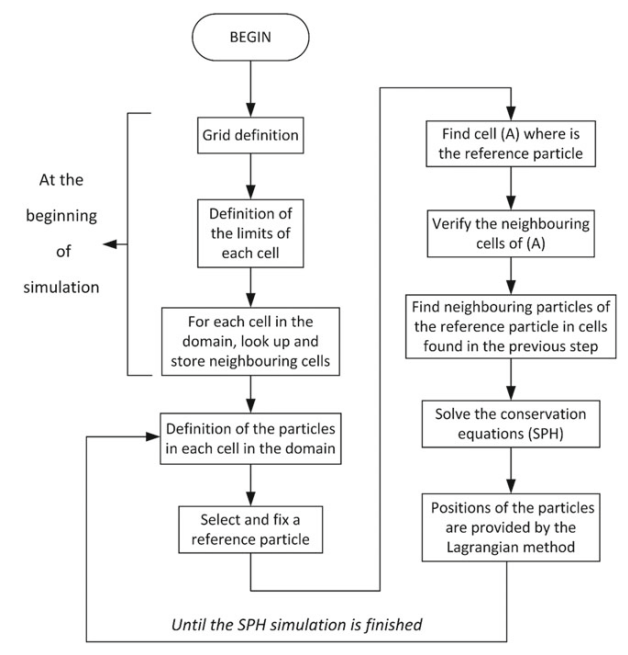 BEGIN
Grid definition
At the
beginning
of
simulation
Definition of
the limits of
each cell
For each cell in the
domain, look up and
store neighbouring cells
Definition of the particles
in each cell in the domain
Select and fix a
reference particle
Find cell (A) where is
the reference particle
Verify the neighbouring
cells of (A)
Find neighbouring particles of
the reference particle in cells
found in the previous step
Solve the conservation
equations (SPH)
Positions of the particles
are provided by the
Lagrangian method
Until the SPH simulation is finished